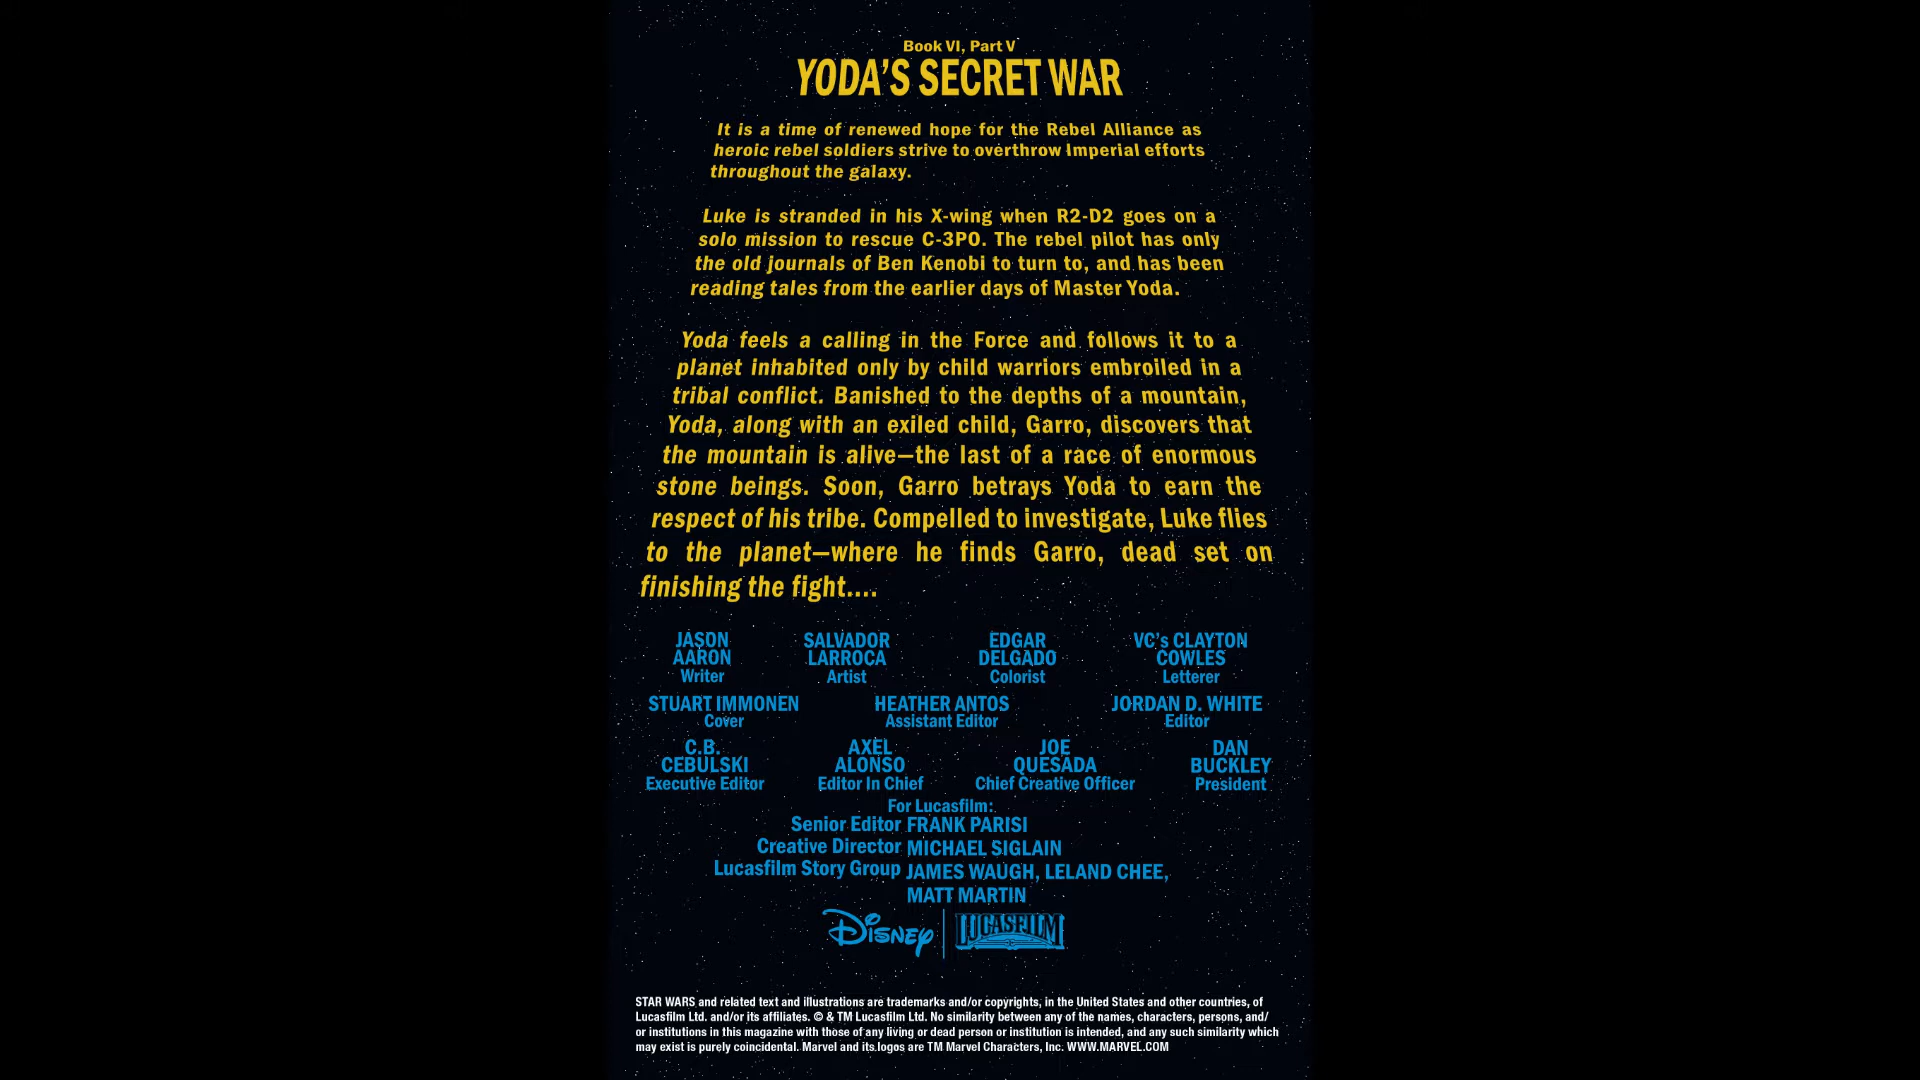 Book VI, Part V
YODA'S SECRET WAR
It is a time of renewed hope for the Rebel Alliance as
heroic rebel soldiers strive to overthrow Imperial efforts
throughout the galaxy.
Luke is stranded in his X-wing when R2-D2 goes on a
solo mission to rescue C-3PO. The rebel pilot has only
the old journals of Ben Kenobi to turn to, and has been
reading tales from the earlier days of Master Yoda.
Yoda feels a calling in the Force and follows it to a
planet inhabited only by child warriors embroiled in a
tribal conflict. Banished to the depths of a mountain,
Yoda, along with an exiled child, Garro, discovers that
the mountain is alive—the last of a race of enormous
stone beings. Soon, Garro betrays Yoda to earn the
respect of his tribe. Compelled to investigate, Luke flies
to the planet—where he finds Garro, dead set on
finishing the fight....
JASON AARON Writer
SALVADOR LARROCA Artist
EDGAR DELGADO Colorist
VC's CLAYTON COWLES Letterer
STUART IMMONEN Cover
HEATHER ANTOS Assistant Editor
JORDAN D. WHITE Editor
C.B. CEBULSKI Executive Editor
AXEL ALONSO Editor In Chief
JOE QUESADA Chief Creative Officer
DAN BUCKLEY President
For Lucasfilm:
Senior Editor FRANK PARISI
Creative Director MICHAEL SIGLAIN
Lucasfilm Story Group JAMES WAUGH, LELAND CHEE,
MATT MARTIN
DISNEY LUCASFILM
STAR WARS and related text and illustrations are trademarks and/or copyrights, in the United States and other countries, of
Lucasfilm Ltd. and/or its affiliates. © & TM Lucasfilm Ltd. No similarity between any of the names, characters, persons, and/
or institutions in this magazine with those of any living or dead person or institution is intended, and any such similarity which
may exist is purely coincidental. Marvel and its logos are TM Marvel Characters, Inc. WWW.MARVEL.COM